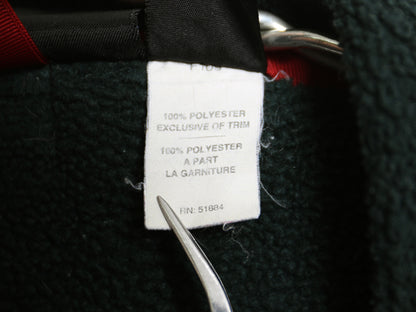 100% POLYESTER
EXCLUSIVE OF TRIM
100% POLYESTER
A PART
LA GARNITURE
RN: 51884